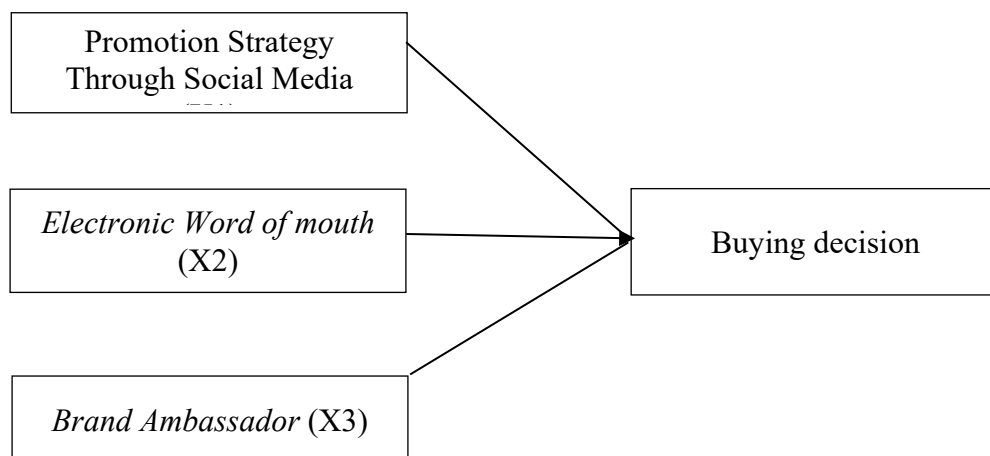 Promotion Strategy
Through Social Media
Electronic Word of mouth
(X2)
Buying decision
Brand Ambassador (X3)